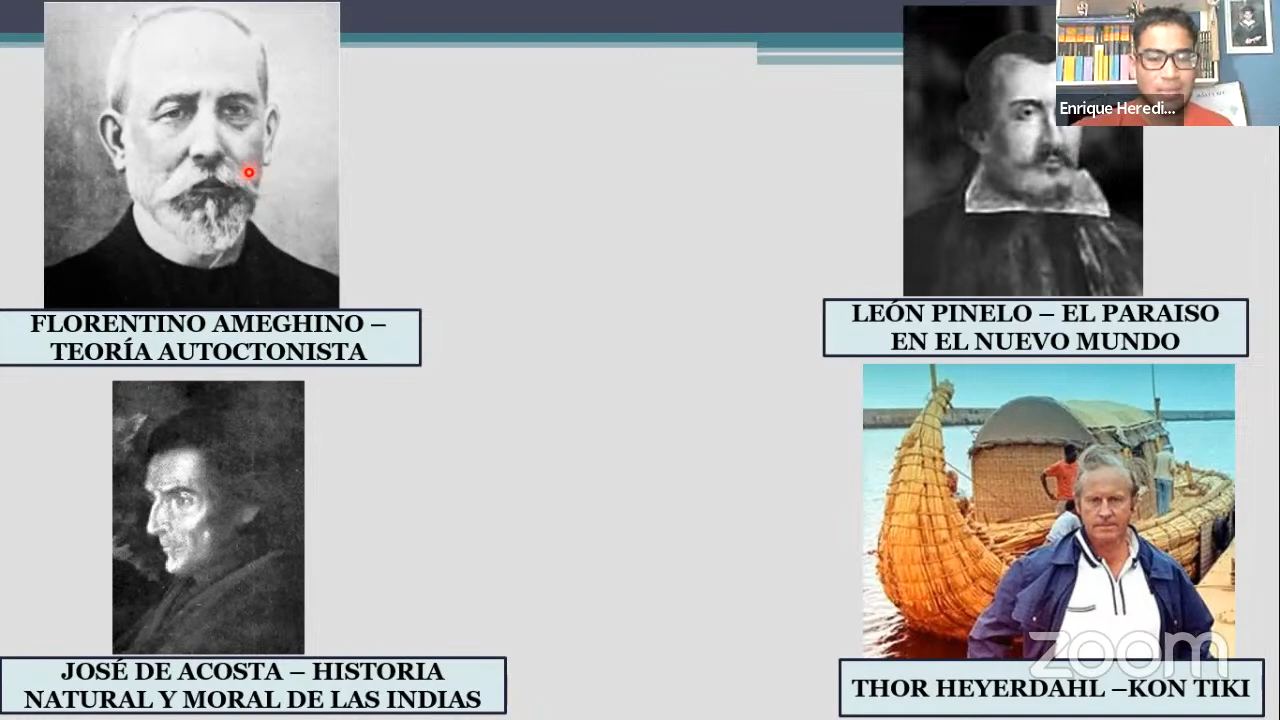 Enrique Heredi...
FLORENTINO AMEGHINO –
TEORÍA AUTOCTONISTA
LEÓN PINELO – EL PARAISO
EN EL NUEVO MUNDO
JOSÉ DE ACOSTA – HISTORIA
NATURAL Y MORAL DE LAS INDIAS
zoom
THOR HEYERDAHL –KON TIKI